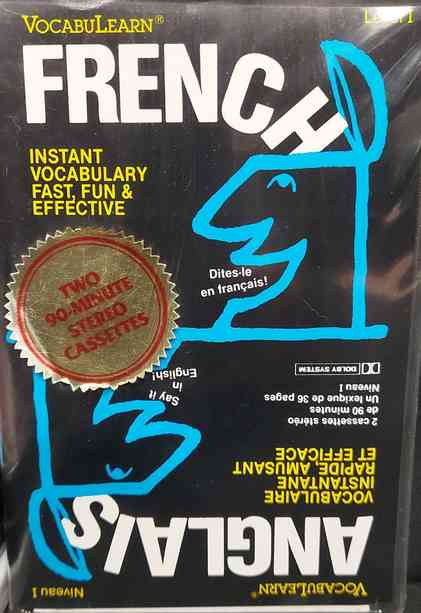 VOCABULEARN®
Level I
FRENCH
INSTANT
VOCABULARY
FAST, FUN &
EFFECTIVE
TWO
90-MINUTE
STEREO
CASSETTES
Dites-le
en français!
VOCABULEARN®
Niveau I
ANGLAIS
VOCABULAIRE
INSTANTANE
RAPIDE, AMUSANT
ET EFFICACE
2 cassettes stéréo
de 90 minutes
Un lexique de 36 pages
Niveau I
DOLBY SYSTEM
Say it
in
English!